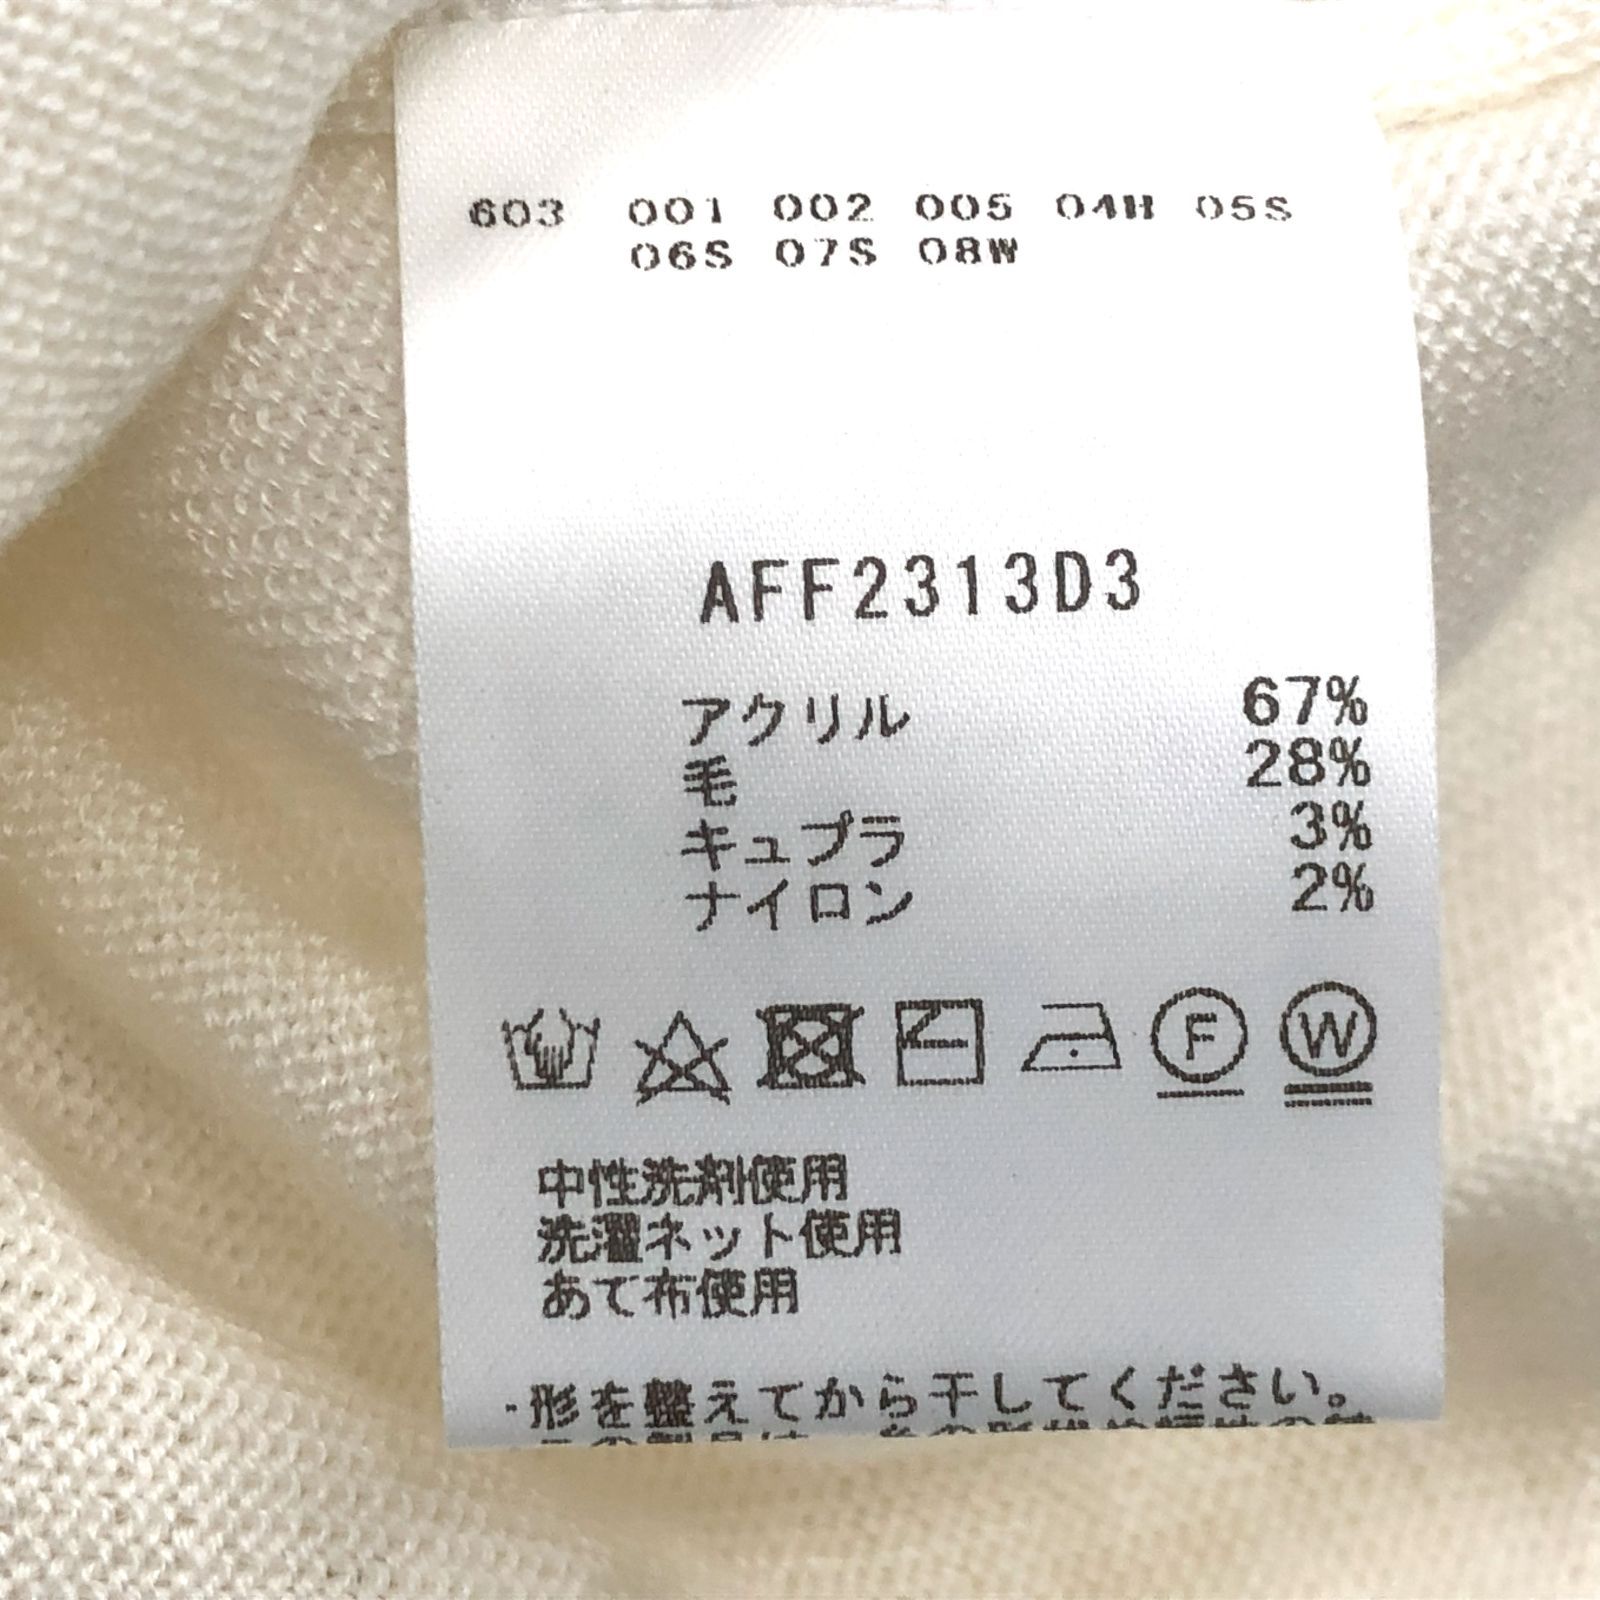 603 001 002 005 04H 05S
06S 07S 08W
AFF2313D3
アクリル 67%
毛 28%
キュプラ 3%
ナイロン 2%
F W
中性洗剤使用
洗濯ネット使用
あて布使用
・形を整えてから干してください。